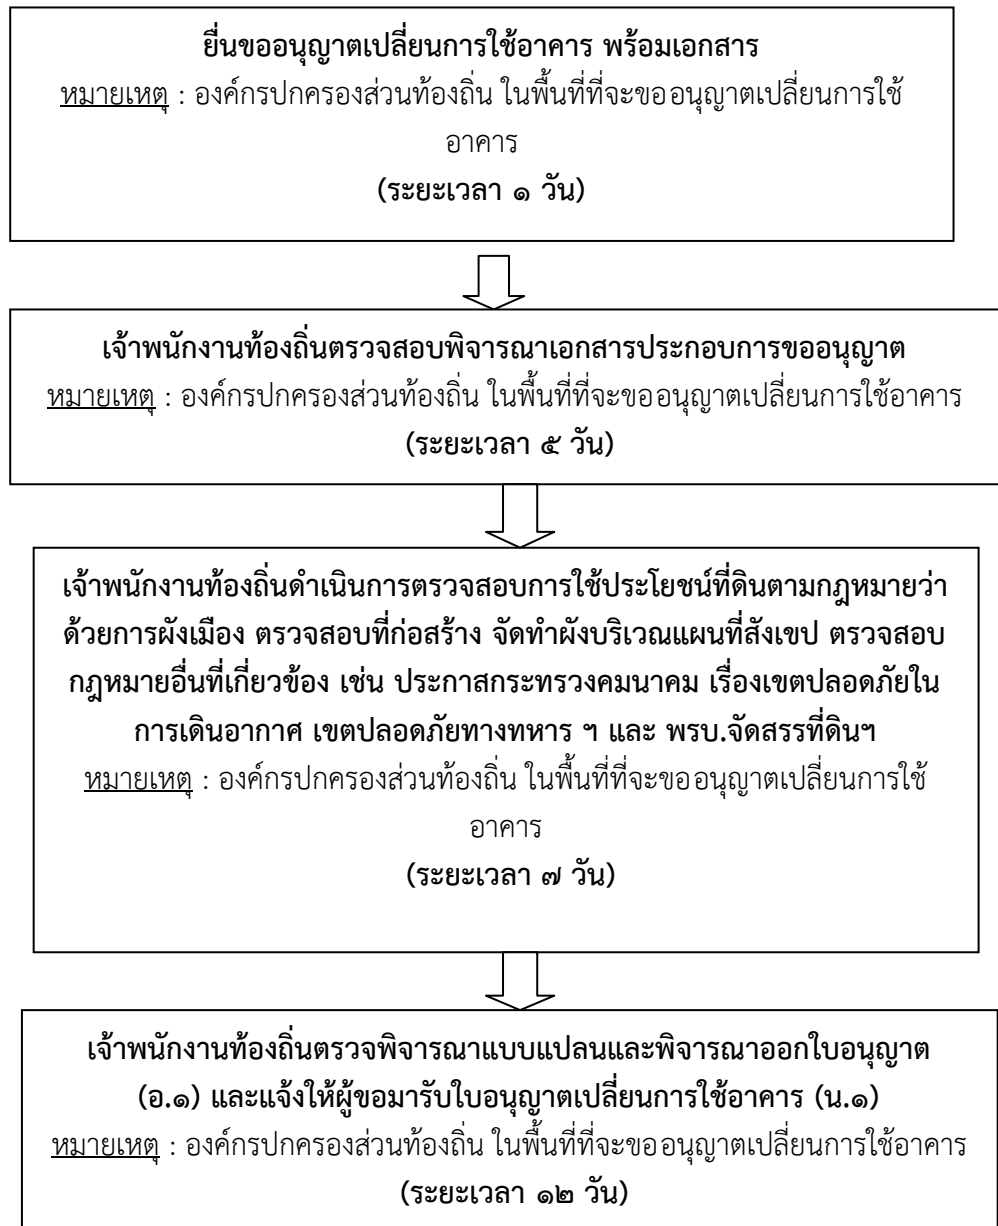 ยื่นขออนุญาตเปลี่ยนการใช้อาคาร พร้อมเอกสาร
หมายเหตุ : องค์กรปกครองส่วนท้องถิ่น ในพื้นที่ที่จะขออนุญาตเปลี่ยนการใช้
อาคาร
(ระยะเวลา ๑ วัน)
เจ้าพนักงานท้องถิ่นตรวจสอบพิจารณาเอกสารประกอบการขออนุญาต
หมายเหตุ : องค์กรปกครองส่วนท้องถิ่น ในพื้นที่ที่จะขออนุญาตเปลี่ยนการใช้อาคาร
(ระยะเวลา ๕ วัน)
เจ้าพนักงานท้องถิ่นดำเนินการตรวจสอบการใช้ประโยชน์ที่ดินตามกฎหมายว่า
ด้วยการผังเมือง ตรวจสอบที่ก่อสร้าง จัดทำผังบริเวณแผนที่สังเขป ตรวจสอบ
กฎหมายอื่นที่เกี่ยวข้อง เช่น ประกาศกระทรวงคมนาคม เรื่องเขตปลอดภัยใน
การเดินอากาศ เขตปลอดภัยทางทหาร ฯ และ พรบ.จัดสรรที่ดินฯ
หมายเหตุ : องค์กรปกครองส่วนท้องถิ่น ในพื้นที่ที่จะขออนุญาตเปลี่ยนการใช้
อาคาร
(ระยะเวลา ๗ วัน)
เจ้าพนักงานท้องถิ่นตรวจพิจารณาแบบแปลนและพิจารณาออกใบอนุญาต
(อ.๑) และแจ้งให้ผู้ขอมารับใบอนุญาตเปลี่ยนการใช้อาคาร (น.๑)
หมายเหตุ : องค์กรปกครองส่วนท้องถิ่น ในพื้นที่ที่จะขออนุญาตเปลี่ยนการใช้อาคาร
(ระยะเวลา ๑๒ วัน)